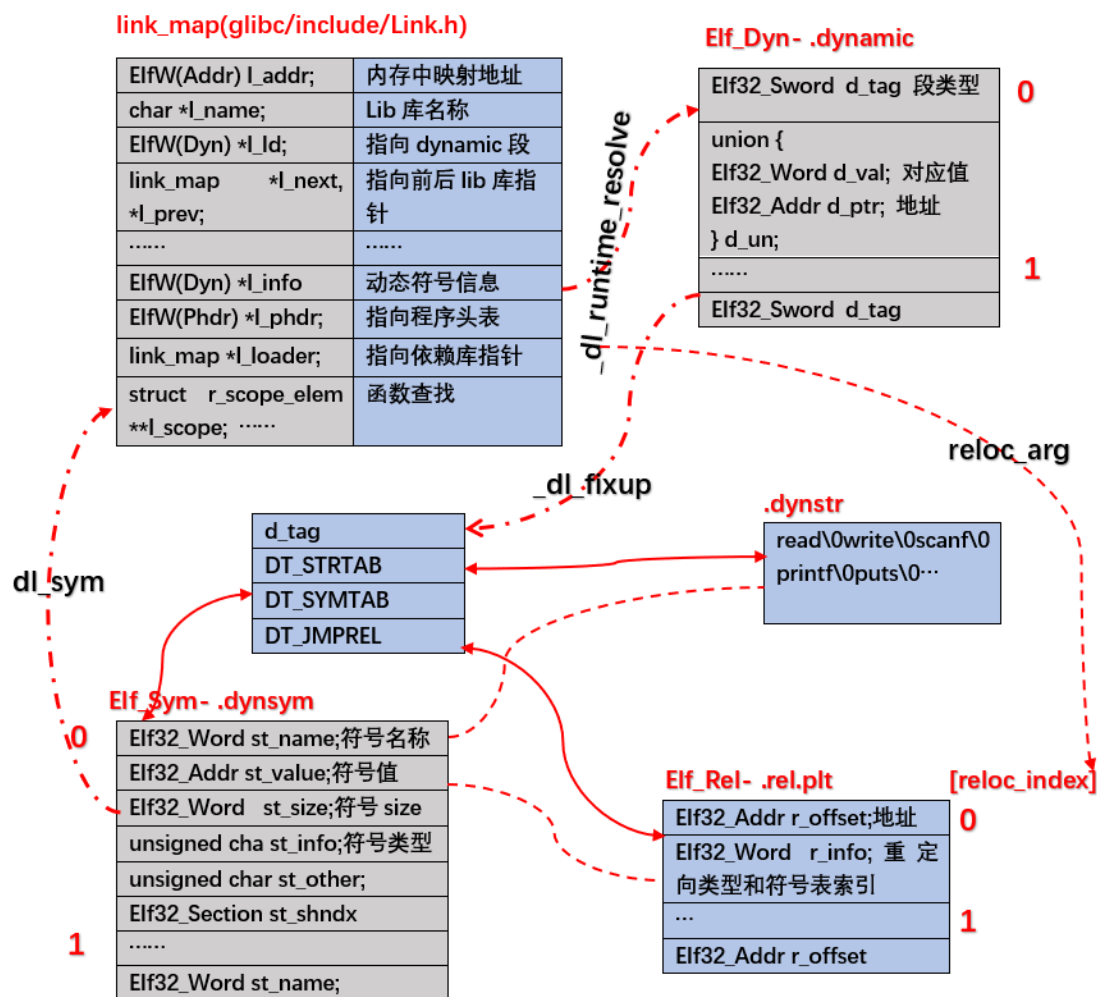 link_map(glibc/include/Link.h)
ElfW(Addr) l_addr; 内存中映射地址
char *l_name; Lib 库名称
ElfW(Dyn) *l_ld; 指向 dynamic 段
link_map *l_next, 指向前后 lib 库指
*l_prev; 针
…… ……
ElfW(Dyn) *l_info 动态符号信息
ElfW(Phdr) *l_phdr; 指向程序头表
link_map *l_loader; 指向依赖库指针
struct r_scope_elem 函数查找
**l_scope; ……
_dl_runtime_resolve
Elf_Dyn- .dynamic
Elf32_Sword d_tag 段类型
0
union {
Elf32_Word d_val; 对应值
Elf32_Addr d_ptr; 地址
} d_un;
……
1
Elf32_Sword d_tag
reloc_arg
_dl_fixup
dl_sym
d_tag
DT_STRTAB
DT_SYMTAB
DT_JMPREL
.dynstr
read\0write\0scanf\0
printf\0puts\0…
Elf_Sym- .dynsym
0
Elf32_Word st_name;符号名称
Elf32_Addr st_value;符号值
Elf32_Word st_size;符号 size
unsigned cha st_info;符号类型
unsigned char st_other;
Elf32_Section st_shndx
1
……
Elf32_Word st_name;
Elf_Rel- .rel.plt [reloc_index]
Elf32_Addr r_offset;地址
0
Elf32_Word r_info; 重 定
向类型和符号表索引
…
1
Elf32_Addr r_offset